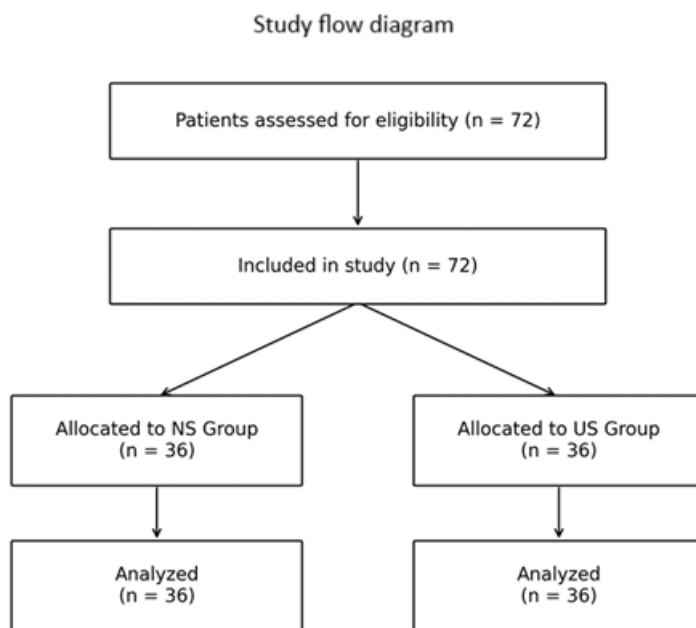 Study flow diagram
Patients assessed for eligibility (n = 72)
Included in study (n = 72)
Allocated to NS Group
(n = 36)
Allocated to US Group
(n = 36)
Analyzed
(n = 36)
Analyzed
(n = 36)